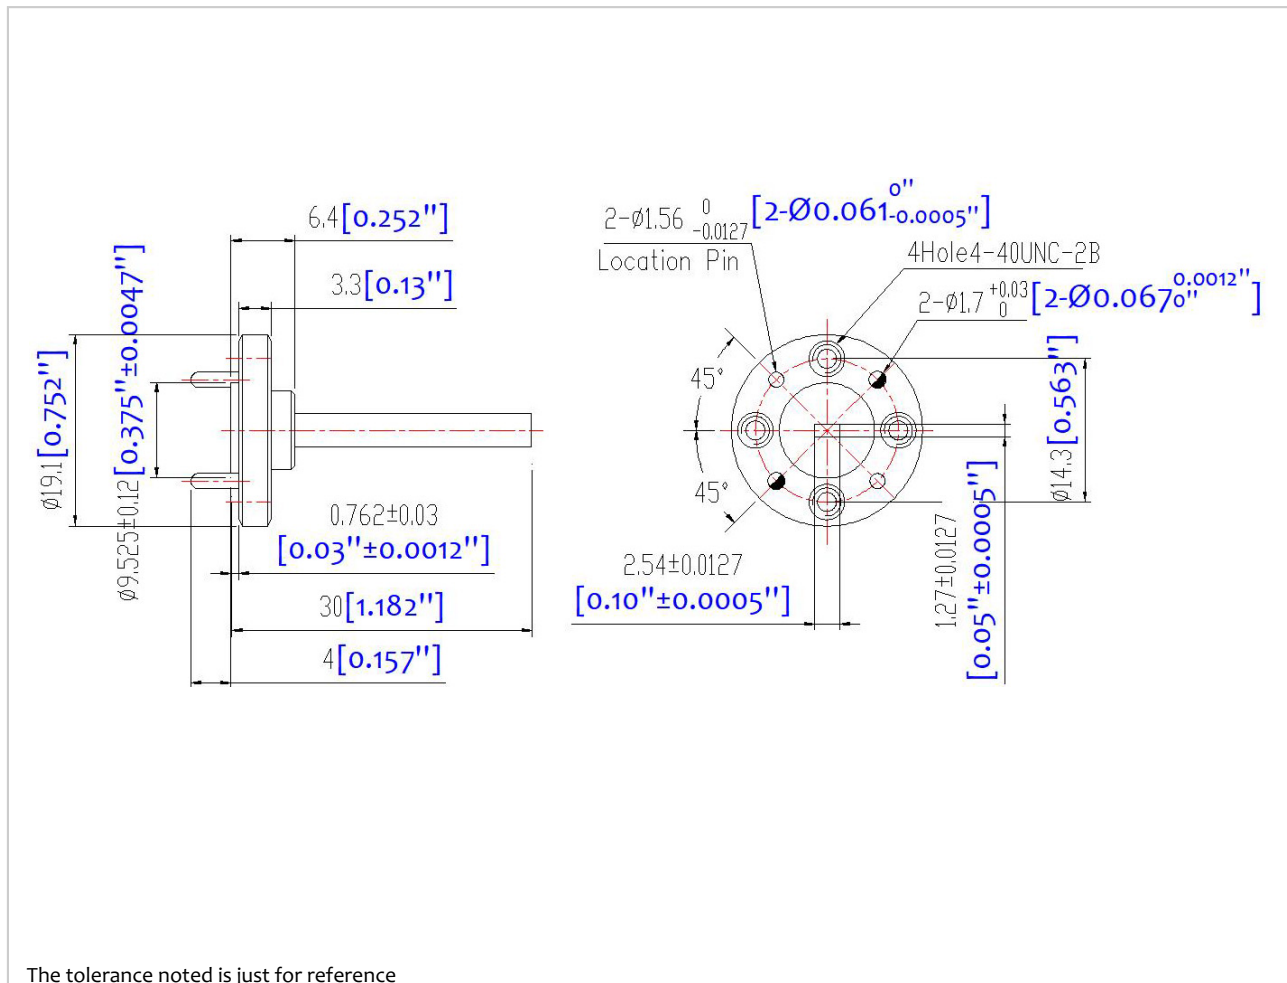 6.4[0.252"]
3.3[0.13"]
Ø19.1[0.752"]
Ø9.525±0.12[0.375"±0.0047"]
0.762±0.03
[0.03"±0.0012"]
30[1.182"]
4[0.157"]
2-Ø1.56 0 -0.0127 [2-Ø0.061 0" -0.0005"]
Location Pin
4Hole4-40UNC-2B
2-Ø1.7 +0.03 0 [2-Ø0.067 0.0012" 0"]
45°
45°
Ø14.3[0.563"]
2.54±0.0127
[0.10"±0.0005"]
1.27±0.0127
[0.05"±0.0005"]
The tolerance noted is just for reference